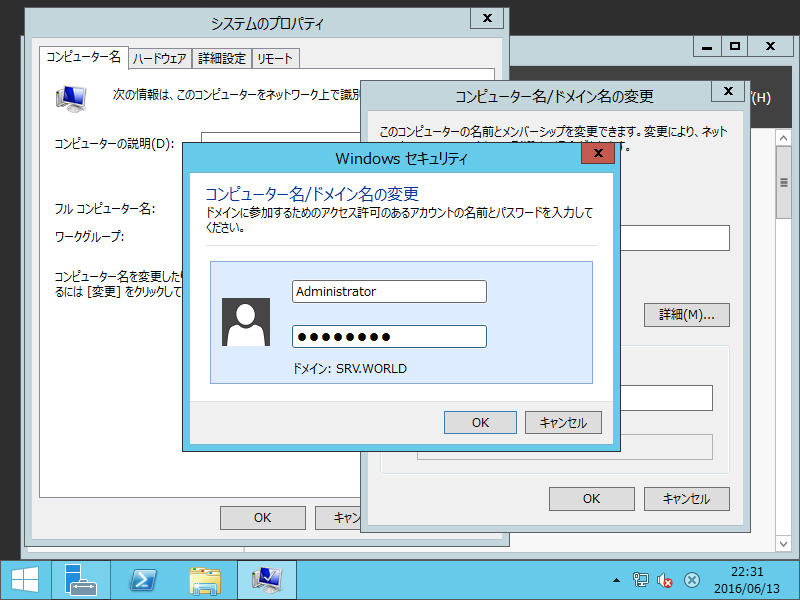 システムのプロパティ
コンピューター名
ハードウェア
詳細設定
リモート
次の情報は、このコンピューターをネットワーク上で識別
コンピューターの説明(D):
フル コンピューター名:
ワークグループ:
コンピューター名を変更した
るには [変更] をクリックして
OK
キャン
(H)
コンピューター名/ドメイン名の変更
このコンピューターの名前とメンバーシップを変更できます。変更により、ネット
詳細(M)...
OK
キャンセル
Windows セキュリティ
コンピューター名/ドメイン名の変更
ドメインに参加するためのアクセス許可のあるアカウントの名前とパスワードを入力して
ください。
Administrator
●●●●●●●●
ドメイン: SRV.WORLD
OK
キャンセル
22:31
2016/06/13